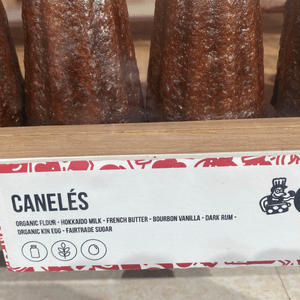 CANELÉS
ORGANIC FLOUR - HOKKAIDO MILK - FRENCH BUTTER - BOURBON VANILLA - DARK RUM -
ORGANIC KIN EGG - FAIRTRADE SUGAR